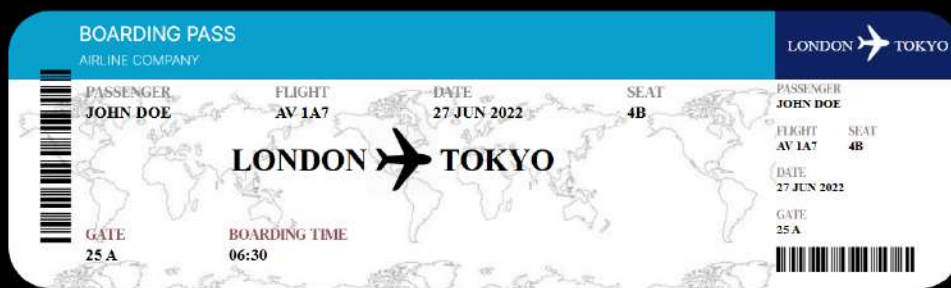 BOARDING PASS
AIRLINE COMPANY
PASSENGER FLIGHT DATE SEAT
JOHN DOE AV 1A7 27 JUN 2022 4B
LONDON TOKYO
GATE BOARDING TIME
25 A 06:30
LONDON TOKYO
PASSENGER
JOHN DOE
FLIGHT SEAT
AV 1A7 4B
DATE
27 JUN 2022
GATE
25 A